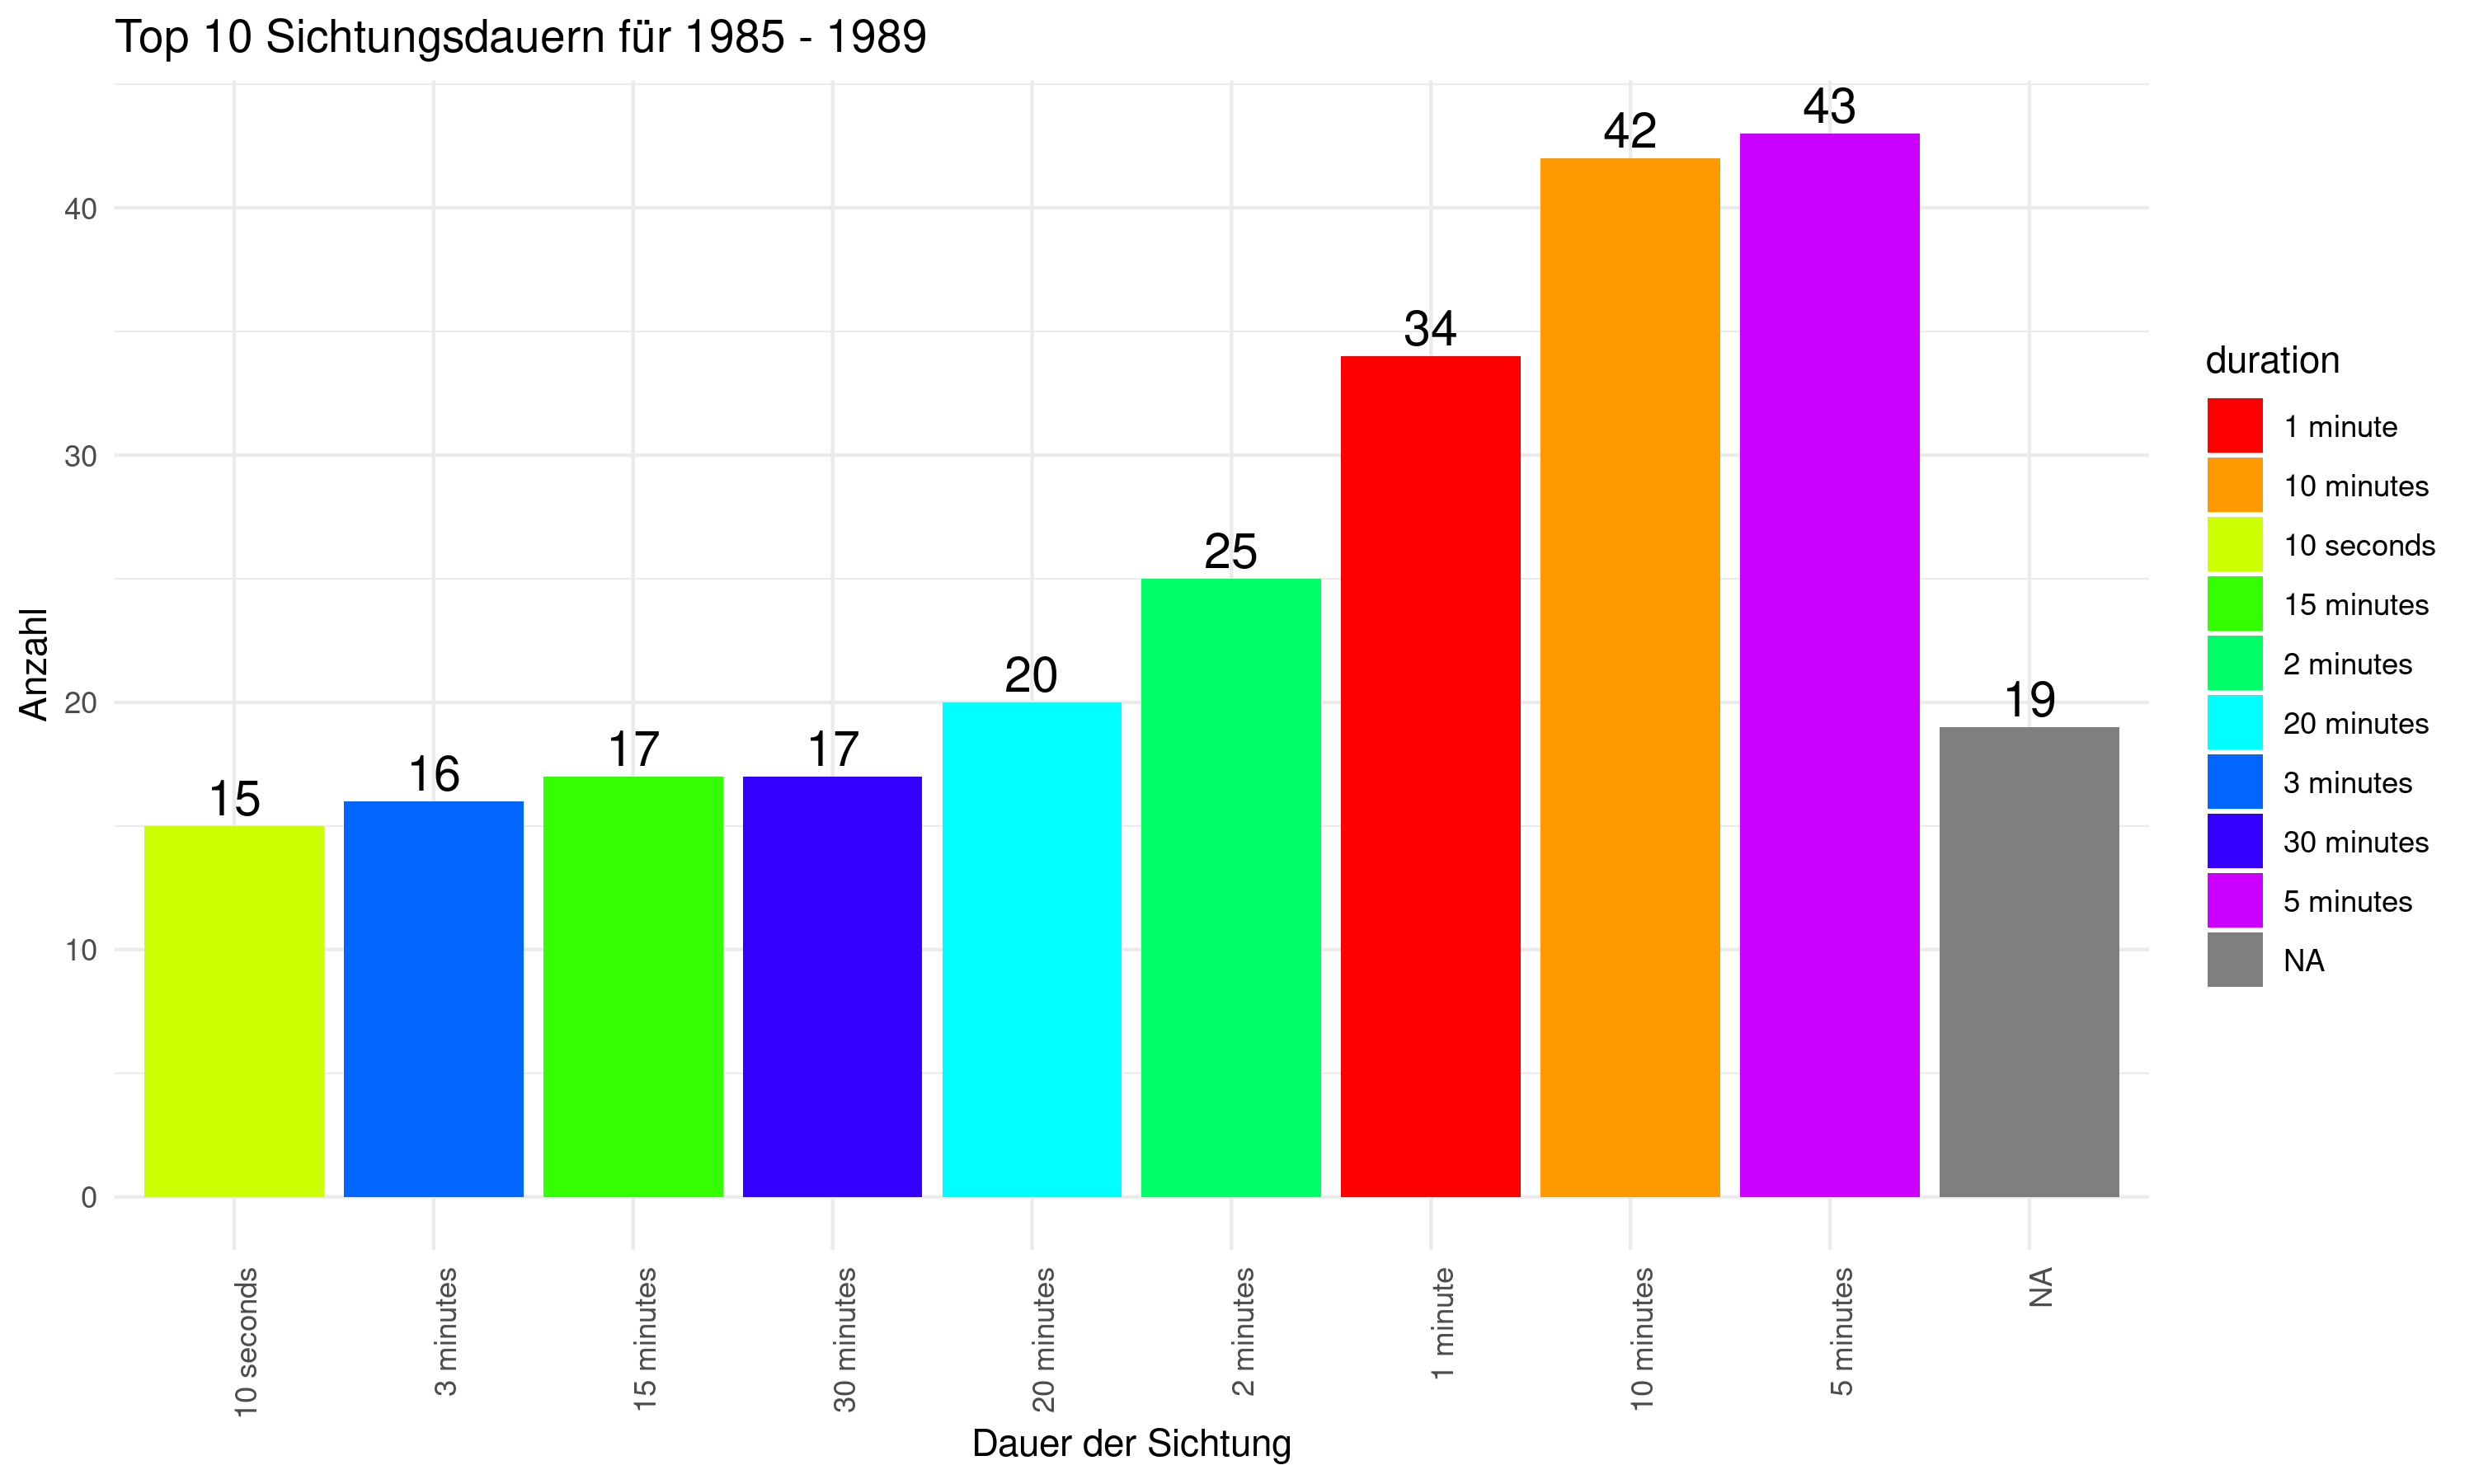 Top 10 Sichtungsdauern für 1985 - 1989
Anzahl
40
30
20
10
0
15
16
17
17
20
25
34
42
43
19
10 seconds
3 minutes
15 minutes
30 minutes
20 minutes
2 minutes
1 minute
10 minutes
5 minutes
NA
Dauer der Sichtung
duration
1 minute
10 minutes
10 seconds
15 minutes
2 minutes
20 minutes
3 minutes
30 minutes
5 minutes
NA